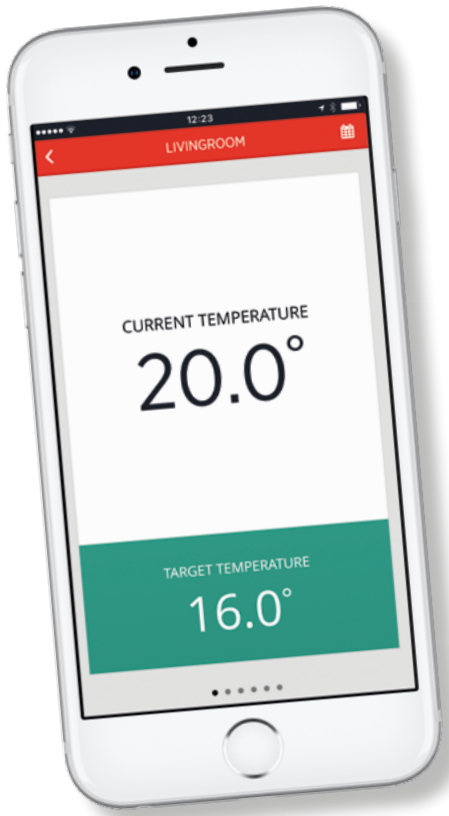 12:23
LIVINGROOM
CURRENT TEMPERATURE
20.0°
TARGET TEMPERATURE
16.0°